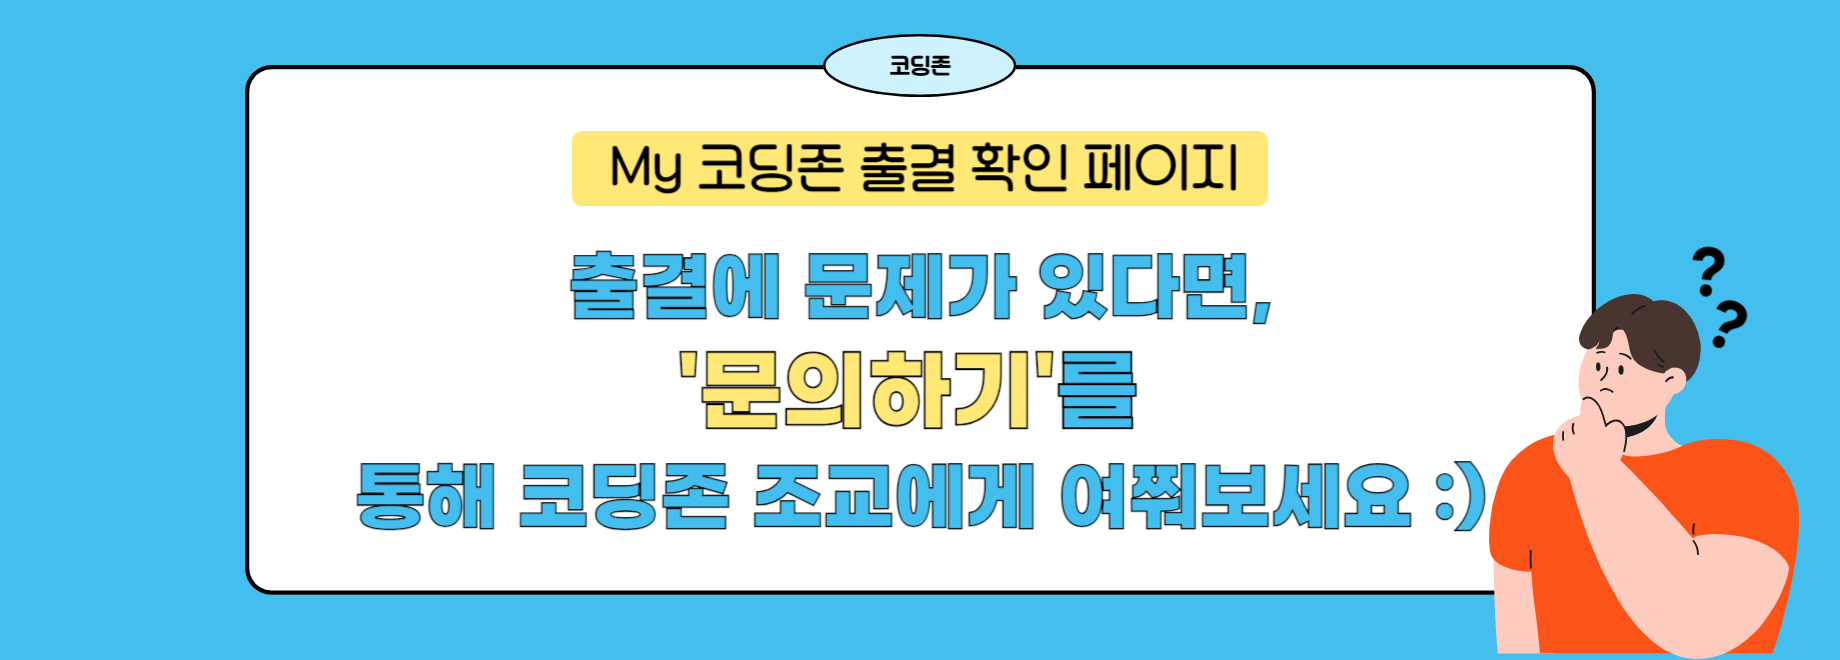 코딩존
My 코딩존 출결 확인 페이지
출결에 문제가 있다면,
'문의하기'를
통해 코딩존 조교에게 여쭤보세요 :)
??